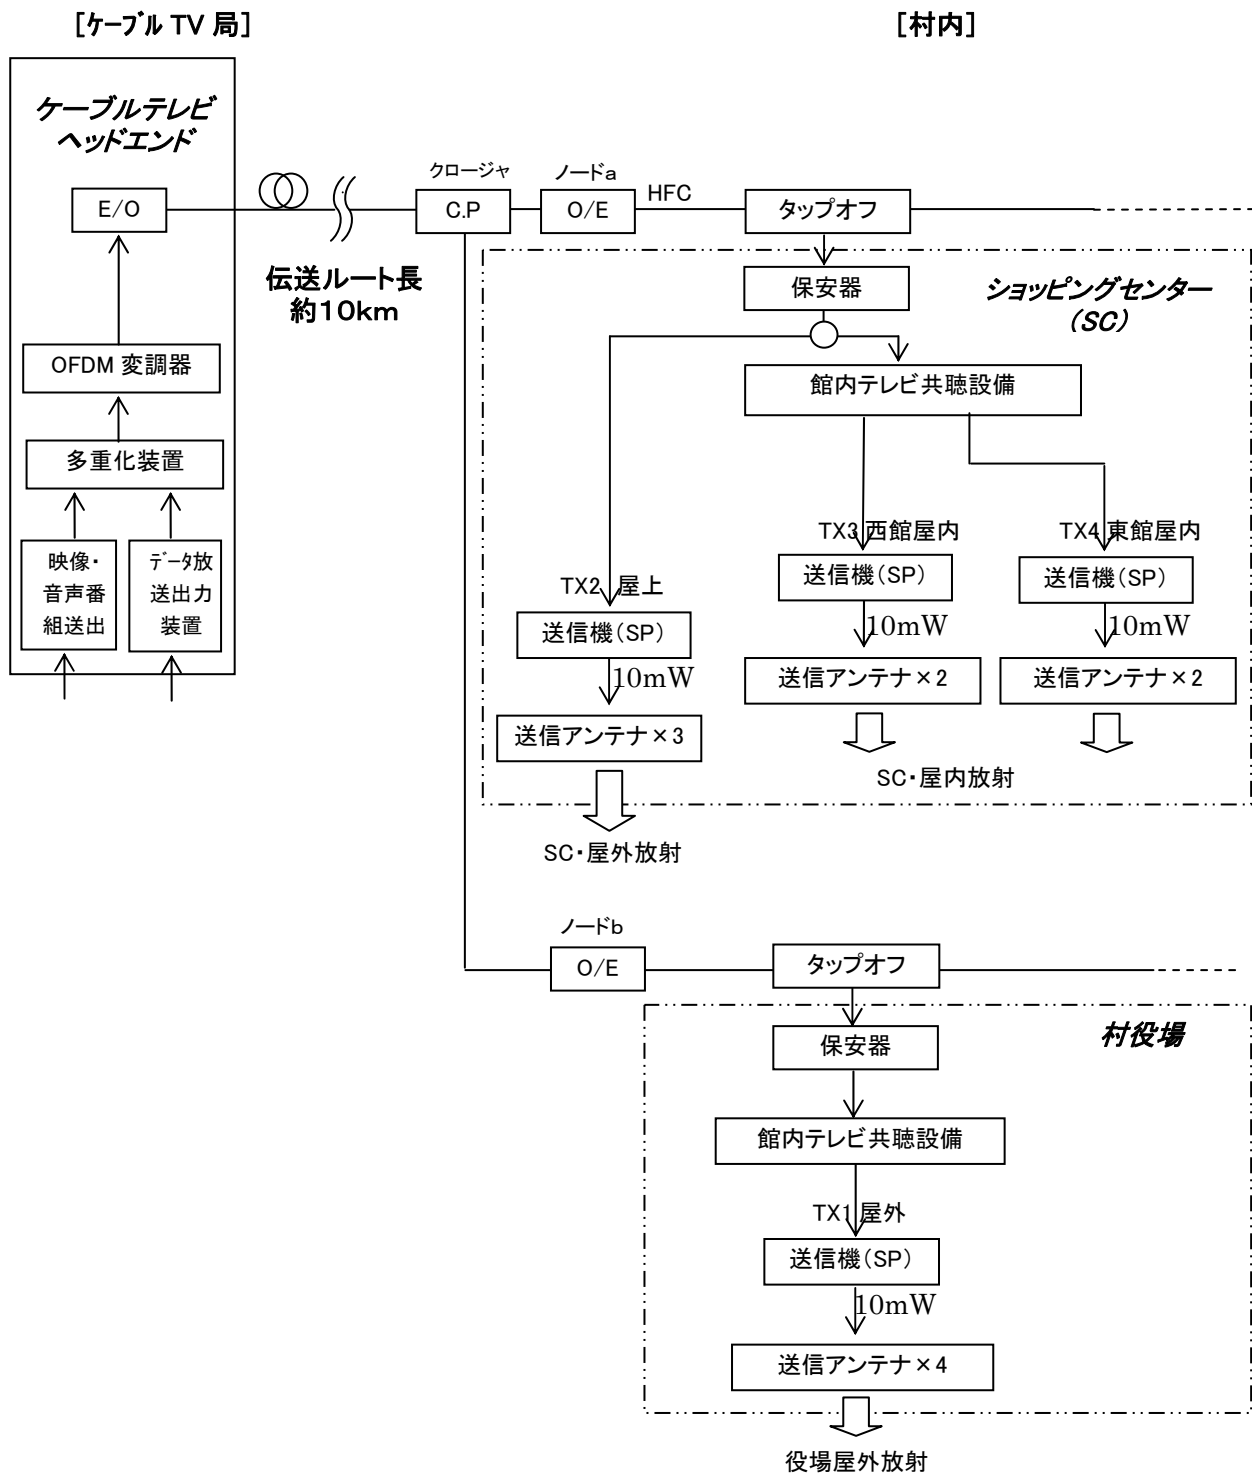 [ｹｰﾌﾞﾙ TV 局]
[村内]
ケーブルテレビ
ヘッドエンド
E/O
伝送ルート長
約10km
OFDM 変調器
多重化装置
映像・
音声番
組送出
ﾃﾞｰﾀ放
送出力
装置
クロージャ
C.P
ノードa
O/E
HFC
タップオフ
保安器
ショッピングセンター
(SC)
館内テレビ共聴設備
TX2 屋上
送信機(SP)
10mW
送信アンテナ×3
SC・屋外放射
TX3 西館屋内
送信機(SP)
10mW
送信アンテナ×2
TX4 東館屋内
送信機(SP)
10mW
送信アンテナ×2
SC・屋内放射
ノードb
O/E
タップオフ
保安器
村役場
館内テレビ共聴設備
TX1 屋外
送信機(SP)
10mW
送信アンテナ×4
役場屋外放射